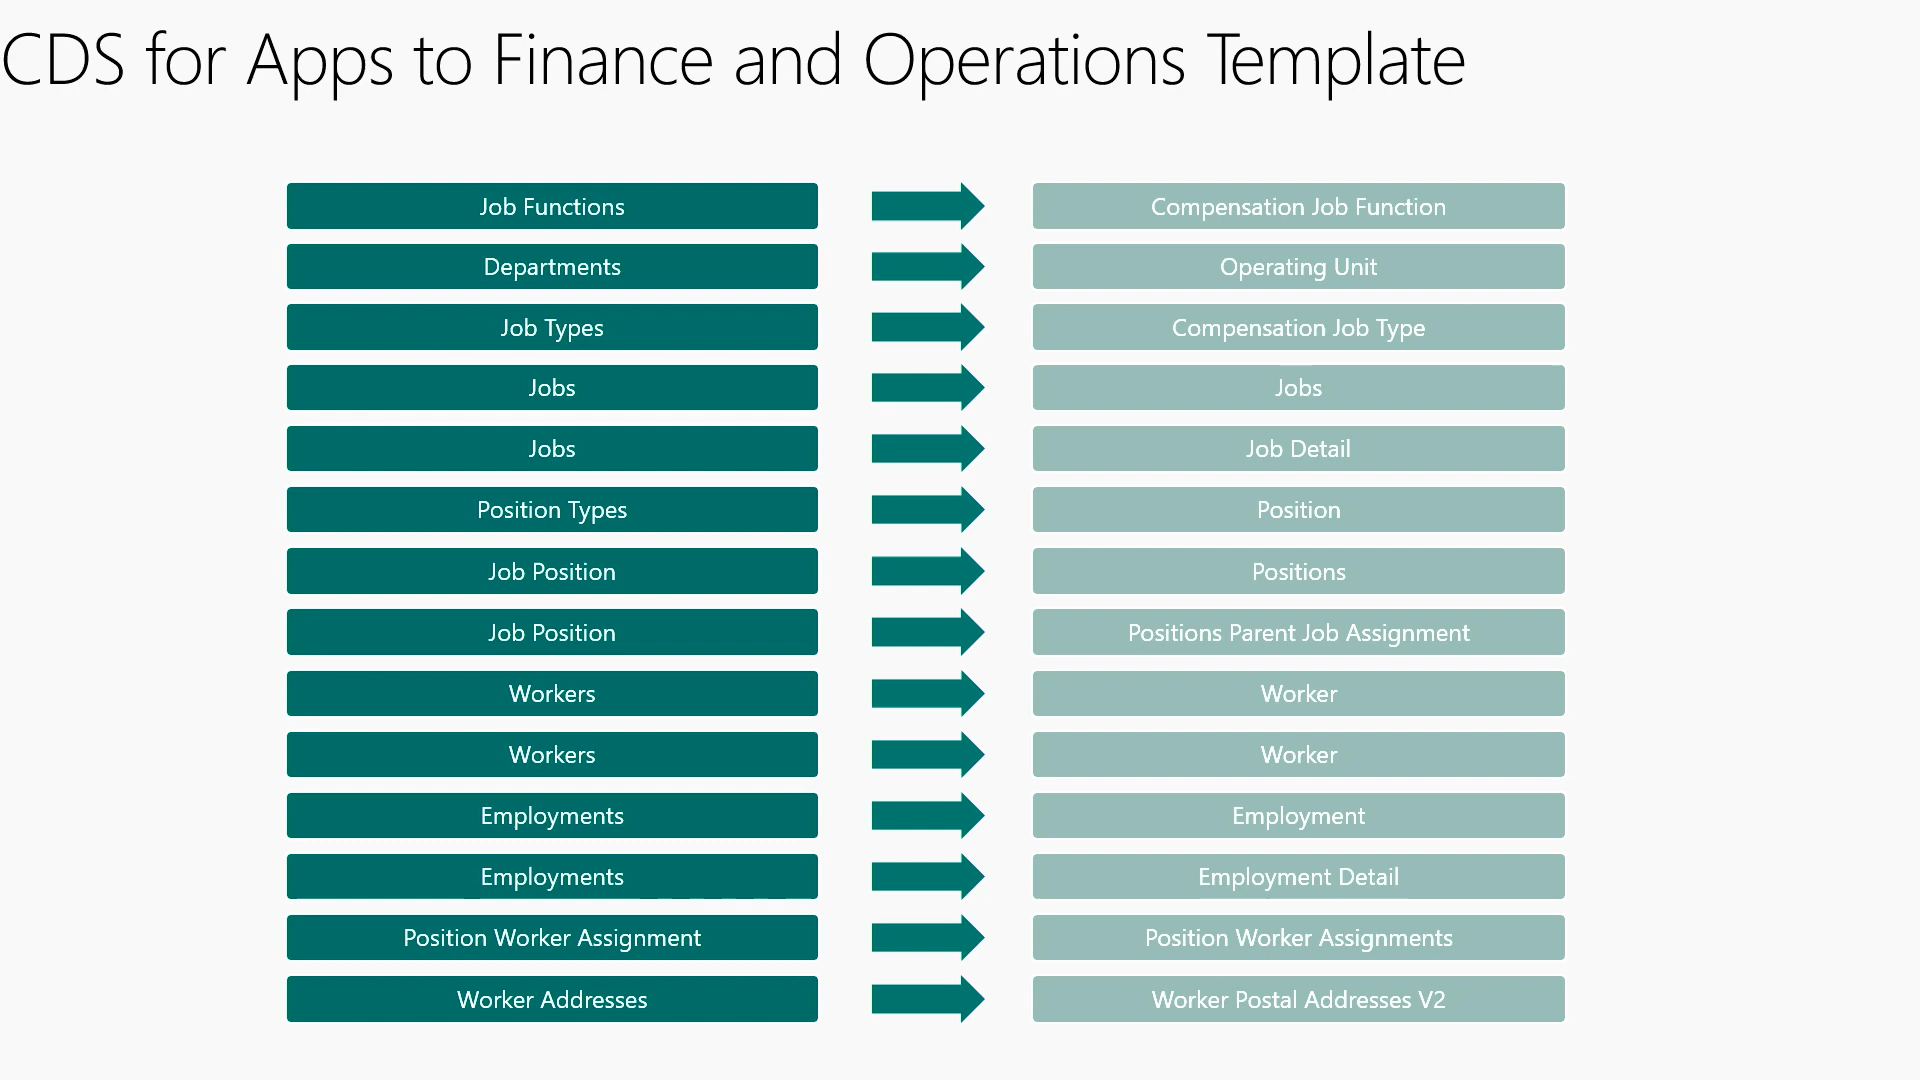 CDS for Apps to Finance and Operations Template
Job Functions
Compensation Job Function
Departments
Operating Unit
Job Types
Compensation Job Type
Jobs
Jobs
Jobs
Job Detail
Position Types
Position
Job Position
Positions
Job Position
Positions Parent Job Assignment
Workers
Worker
Workers
Worker
Employments
Employment
Employments
Employment Detail
Position Worker Assignment
Position Worker Assignments
Worker Addresses
Worker Postal Addresses V2